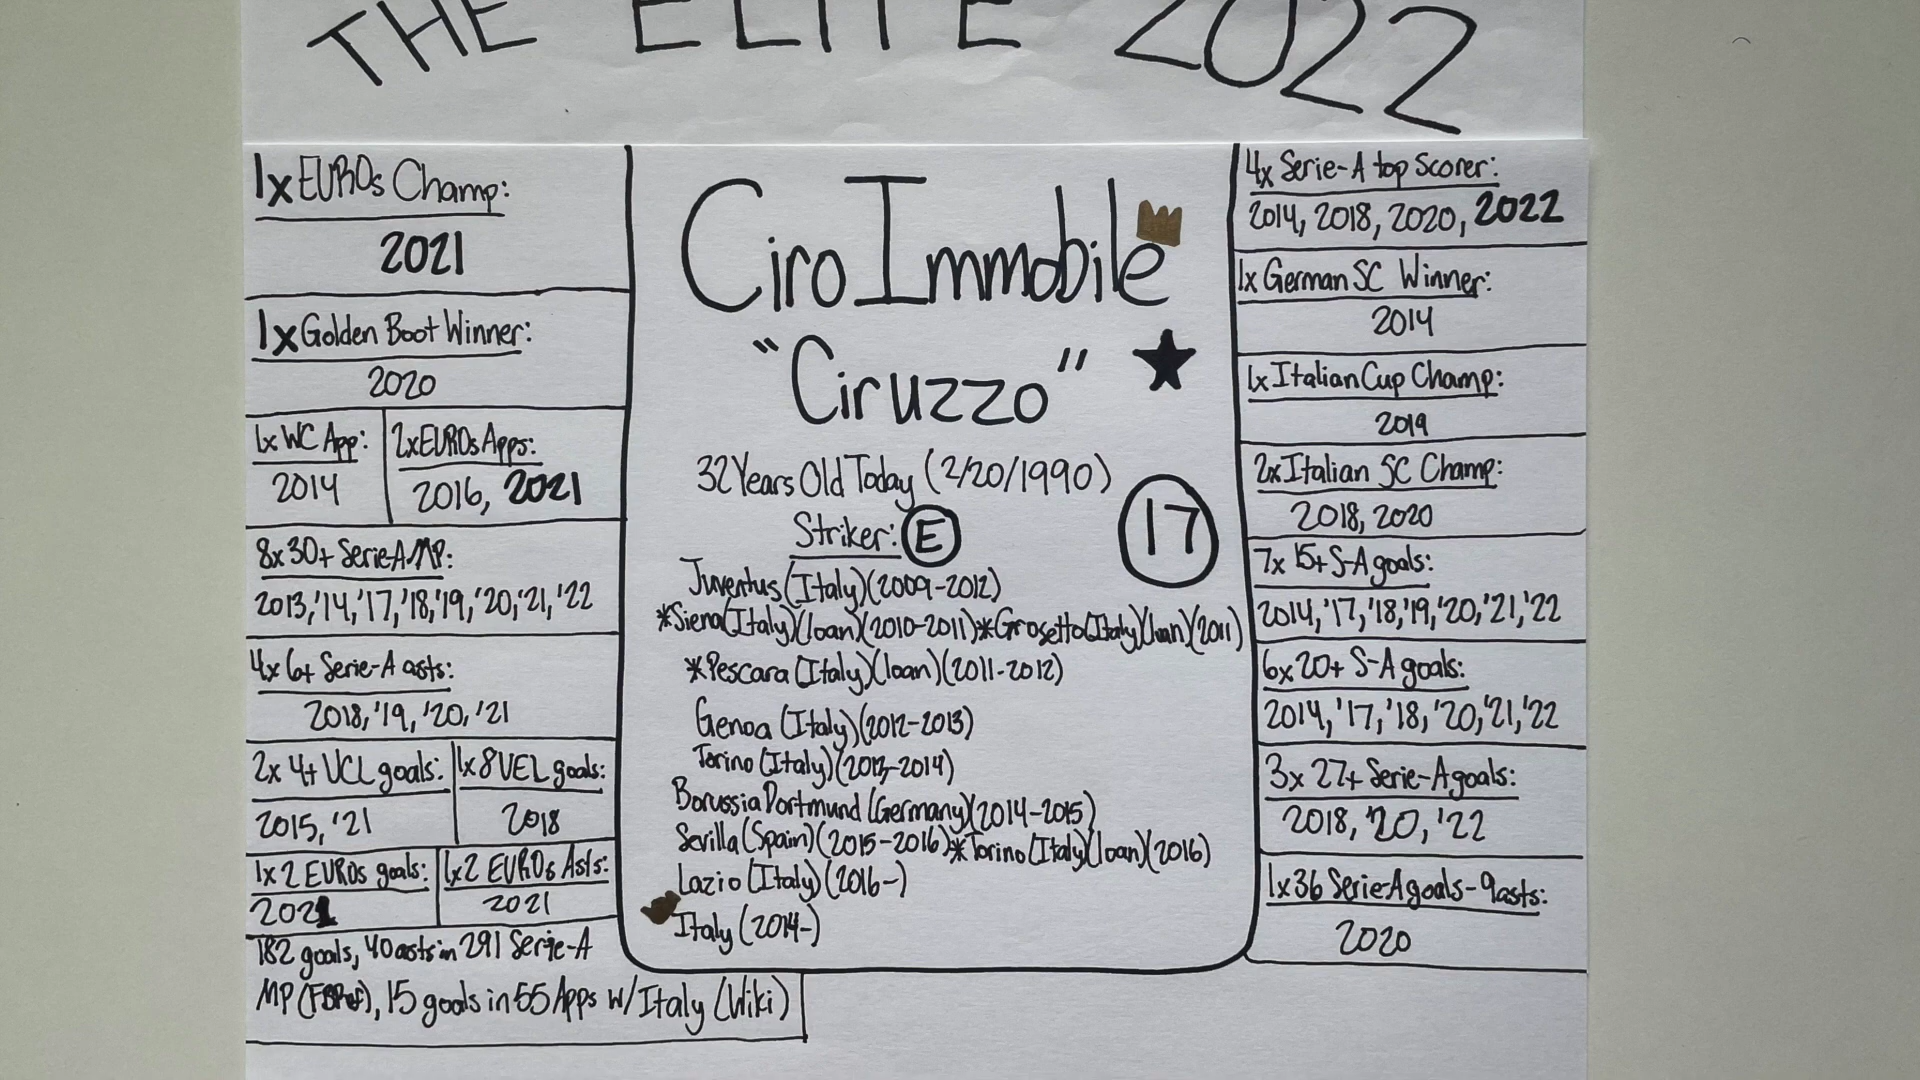 THE ELITE 2022
1x EUROs Champ:
2021
1x Golden Boot Winner:
2020
1x WC App:
2014
2x EUROs Apps:
2016, 2021
8x 30+ Serie-A MP:
2013,'14,'17,'18,'19,'20,'21,'22
4x 6+ Serie-A asts:
2018,'19,'20,'21
2x 4+ UCL goals:
2015, '21
1x 8 UEL goals:
2018
1x 2 EUROs goals:
2021
1x2 EUROs Asts:
2021
182 goals, 40 asts in 291 Serie-A
MP (FBRef), 15 goals in 55 Apps w/ Italy (Wiki)
Ciro Immobile
"Ciruzzo"
32 Years Old Today (2/20/1990)
Striker: E
17
Juventus (Italy)(2009-2012)
*Siena(Italy)(loan)(2010-2011)*Grosetto(Italy)(loan)(2011)
*Pescara (Italy)(loan)(2011-2012)
Genoa (Italy)(2012-2013)
Torino (Italy)(2013-2014)
Borussia Dortmund (Germany)(2014-2015)
Sevilla (Spain)(2015-2016)*Torino(Italy)(loan)(2016)
Lazio (Italy)(2016-)
Italy (2014-)
4x Serie-A top Scorer:
2014, 2018, 2020, 2022
1x German SC Winner:
2014
1x Italian Cup Champ:
2019
2x Italian SC Champ:
2018, 2020
7x 15+ S-A goals:
2014,'17,'18,'19,'20,'21,'22
6x 20+ S-A goals:
2014,'17,'18,'20,'21,'22
3x 27+ Serie-A goals:
2018, '20, '22
1x36 Serie-A goals-9asts:
2020